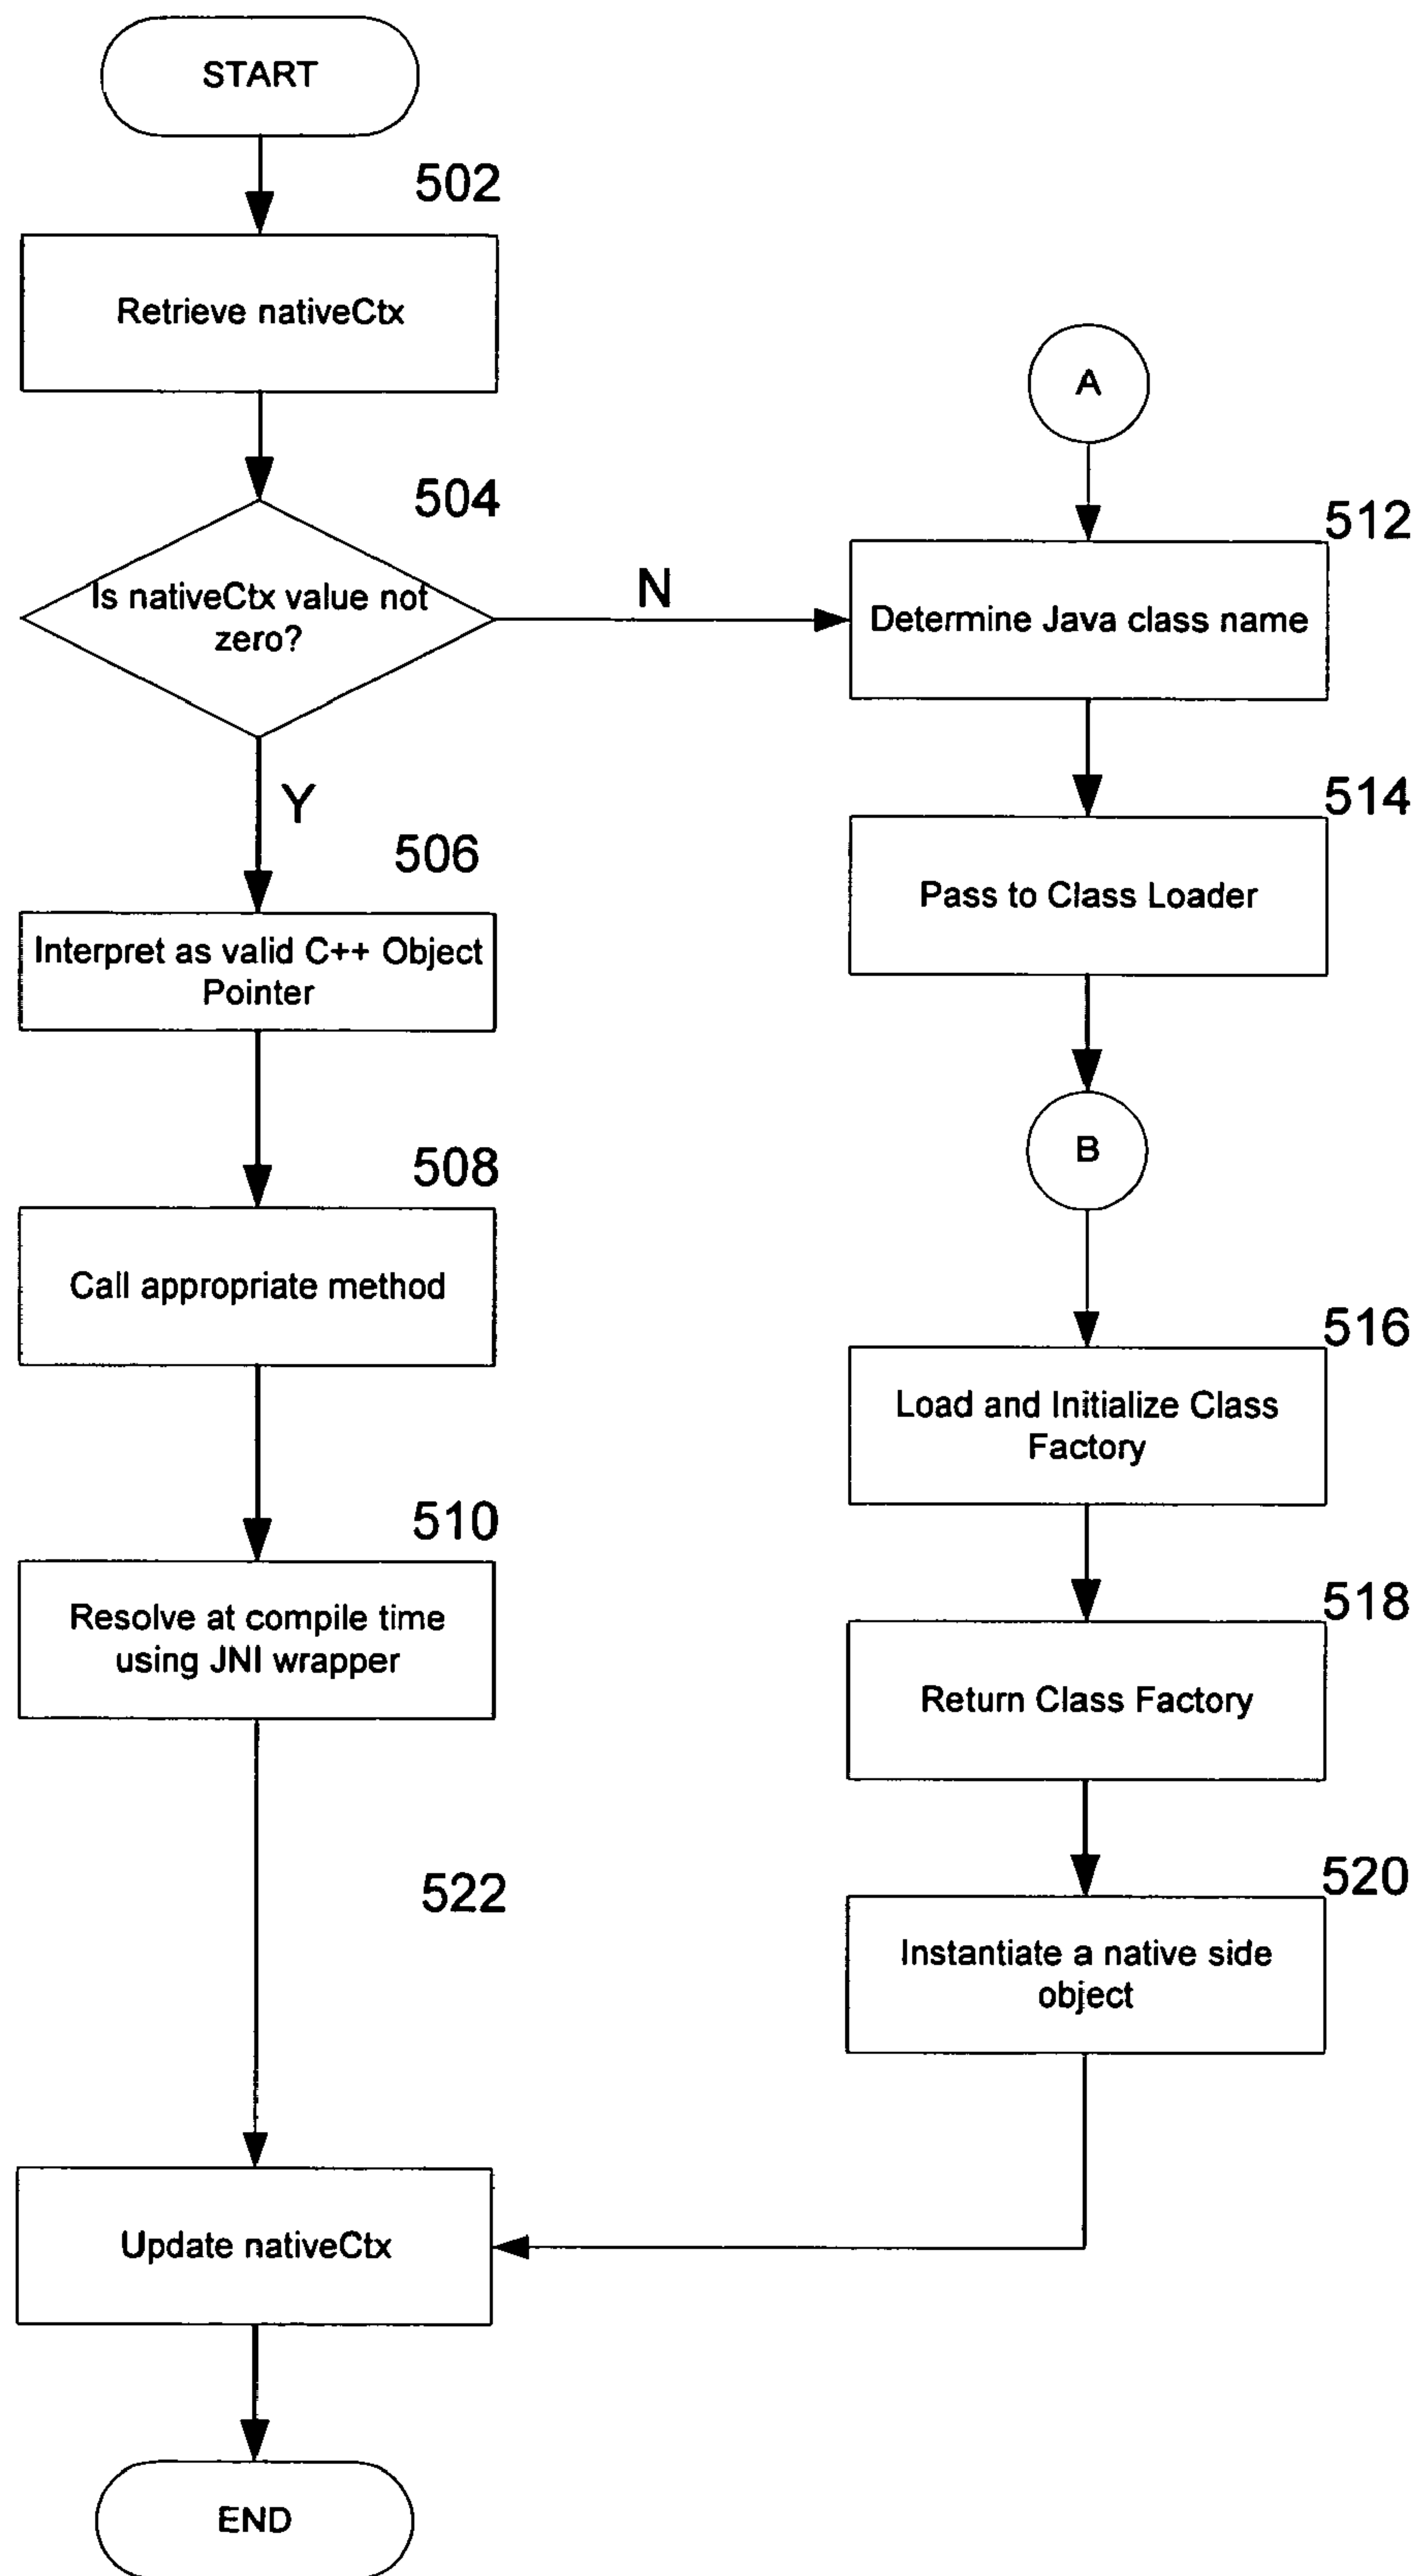 START
502
Retrieve nativeCtx
504
Is nativeCtx value not
zero?
N
Y
506
Interpret as valid C++ Object
Pointer
508
Call appropriate method
510
Resolve at compile time
using JNI wrapper
522
Update nativeCtx
END
A
512
Determine Java class name
514
Pass to Class Loader
B
516
Load and Initialize Class
Factory
518
Return Class Factory
520
Instantiate a native side
object